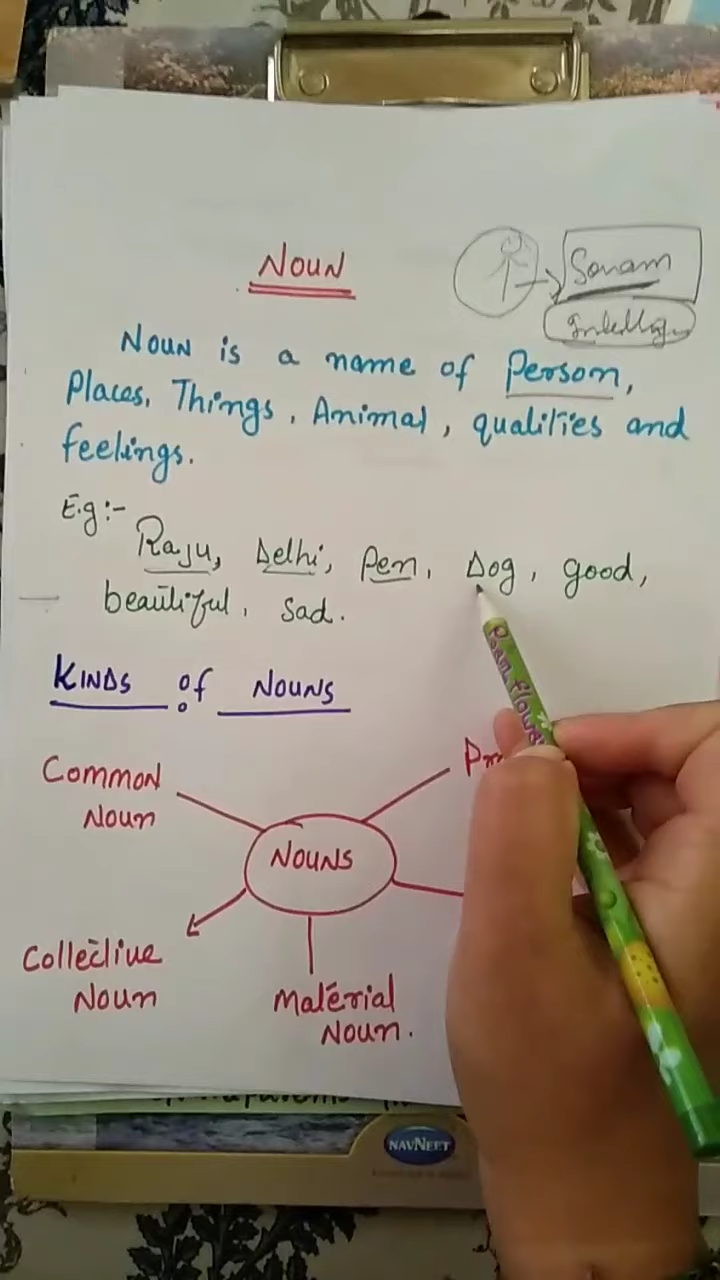 NOUN
Sonam
NOUN is a name of Person,
Places, Things, Animal, qualities and
feelings.
E.g:-
Raju, Delhi, Pen, Dog, good,
beautiful, sad.
KINDS of NOUNS
Common
Noun
NOUNS
Collective
Noun
Material
Noun.
NAVNEET